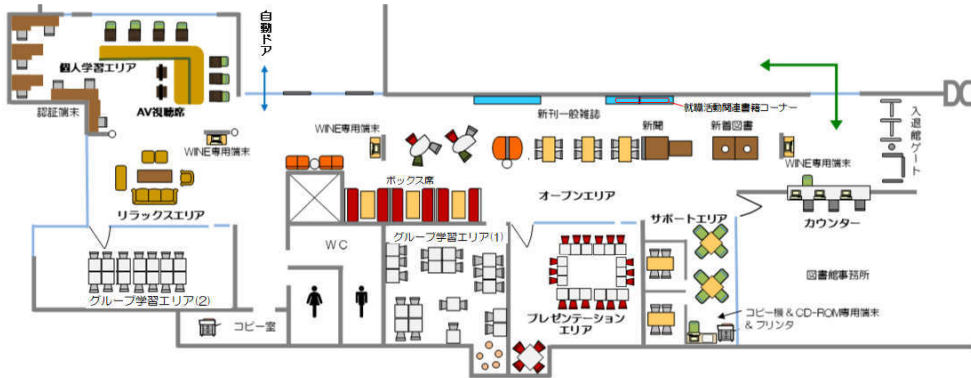 自動ドア
個人学習エリア
AV視聴席
認証端末
WINE専用端末
リラックスエリア
グループ学習エリア(2)
コピー室
WC
WINE専用端末
ボックス席
グループ学習エリア(1)
新刊一般雑誌
就職活動関連書籍コーナー
新聞
新着図書
オープンエリア
プレゼンテーション
エリア
サポートエリア
WINE専用端末
入退館ゲート
カウンター
図書館事務所
コピー機 & CD-ROM専用端末
& プリンタ
DC